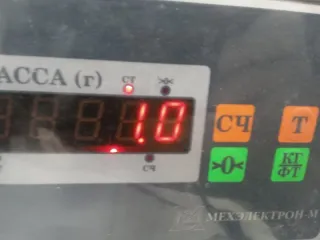 АССА (г) СТ
1.0
СЧ
СЧ Т
>0< КГ
ФТ
МЕХЭЛЕКТРОН-М